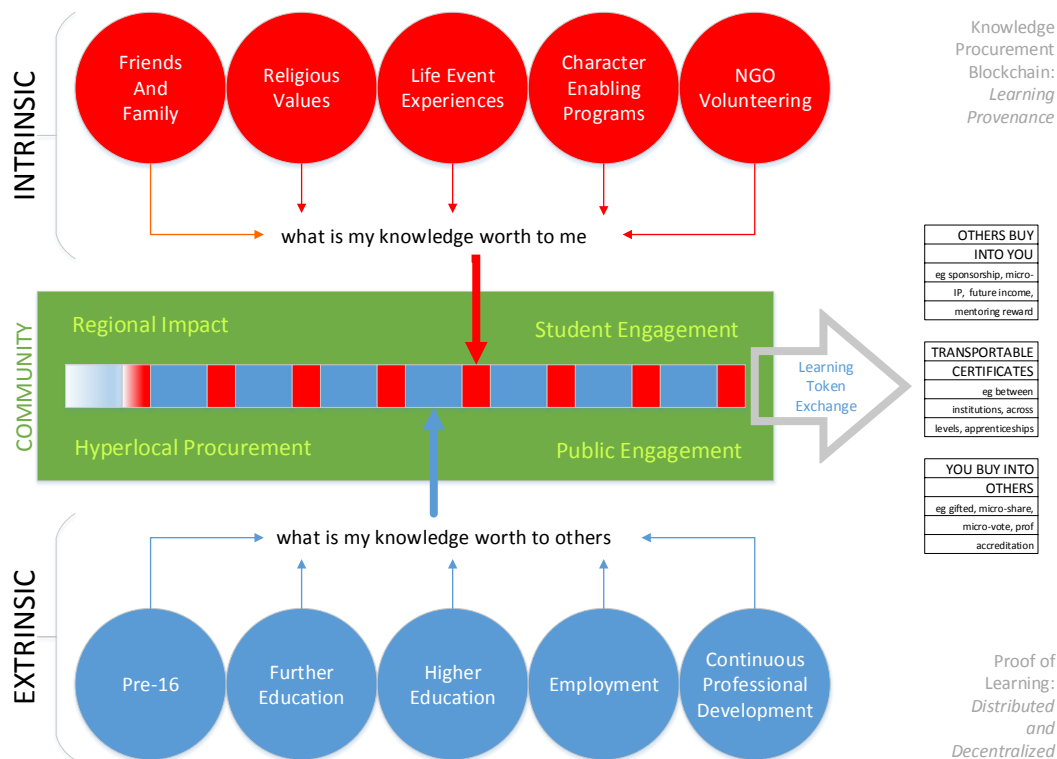 INTRINSIC
Friends
And
Family
Religious
Values
Life Event
Experiences
Character
Enabling
Programs
NGO
Volunteering
Knowledge
Procurement
Blockchain:
Learning
Provenance
what is my knowledge worth to me
COMMUNITY
Regional Impact
Student Engagement
Hyperlocal Procurement
Public Engagement
Learning
Token
Exchange
OTHERS BUY
INTO YOU
eg sponsorship, micro-
IP, future income,
mentoring reward
TRANSPORTABLE
CERTIFICATES
eg between
institutions, across
levels, apprenticeships
YOU BUY INTO
OTHERS
eg gifted, micro-share,
micro-vote, prof
accreditation
what is my knowledge worth to others
EXTRINSIC
Pre-16
Further
Education
Higher
Education
Employment
Continuous
Professional
Development
Proof of
Learning:
Distributed
and
Decentralized